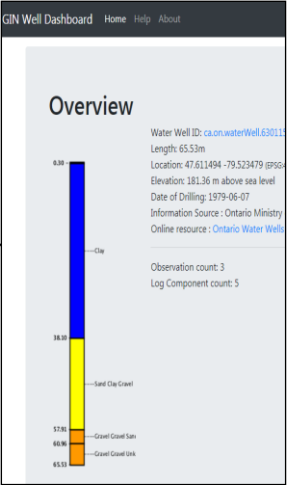 GIN Well Dashboard Home Help About
Overview
Water Well ID: ca.on.waterWell.630115
Length: 65.53m
Location: 47.611494 -79.523479 (EPSG:
Elevation: 181.36 m above sea level
Date of Drilling: 1979-06-07
Information Source : Ontario Ministry
Online resource : Ontario Water Wells
Observation count: 3
Log Component count: 5
0.30
Clay
38.10
Sand Clay Gravel
57.91
Gravel Gravel San
60.96
Gravel Gravel Unk
65.53